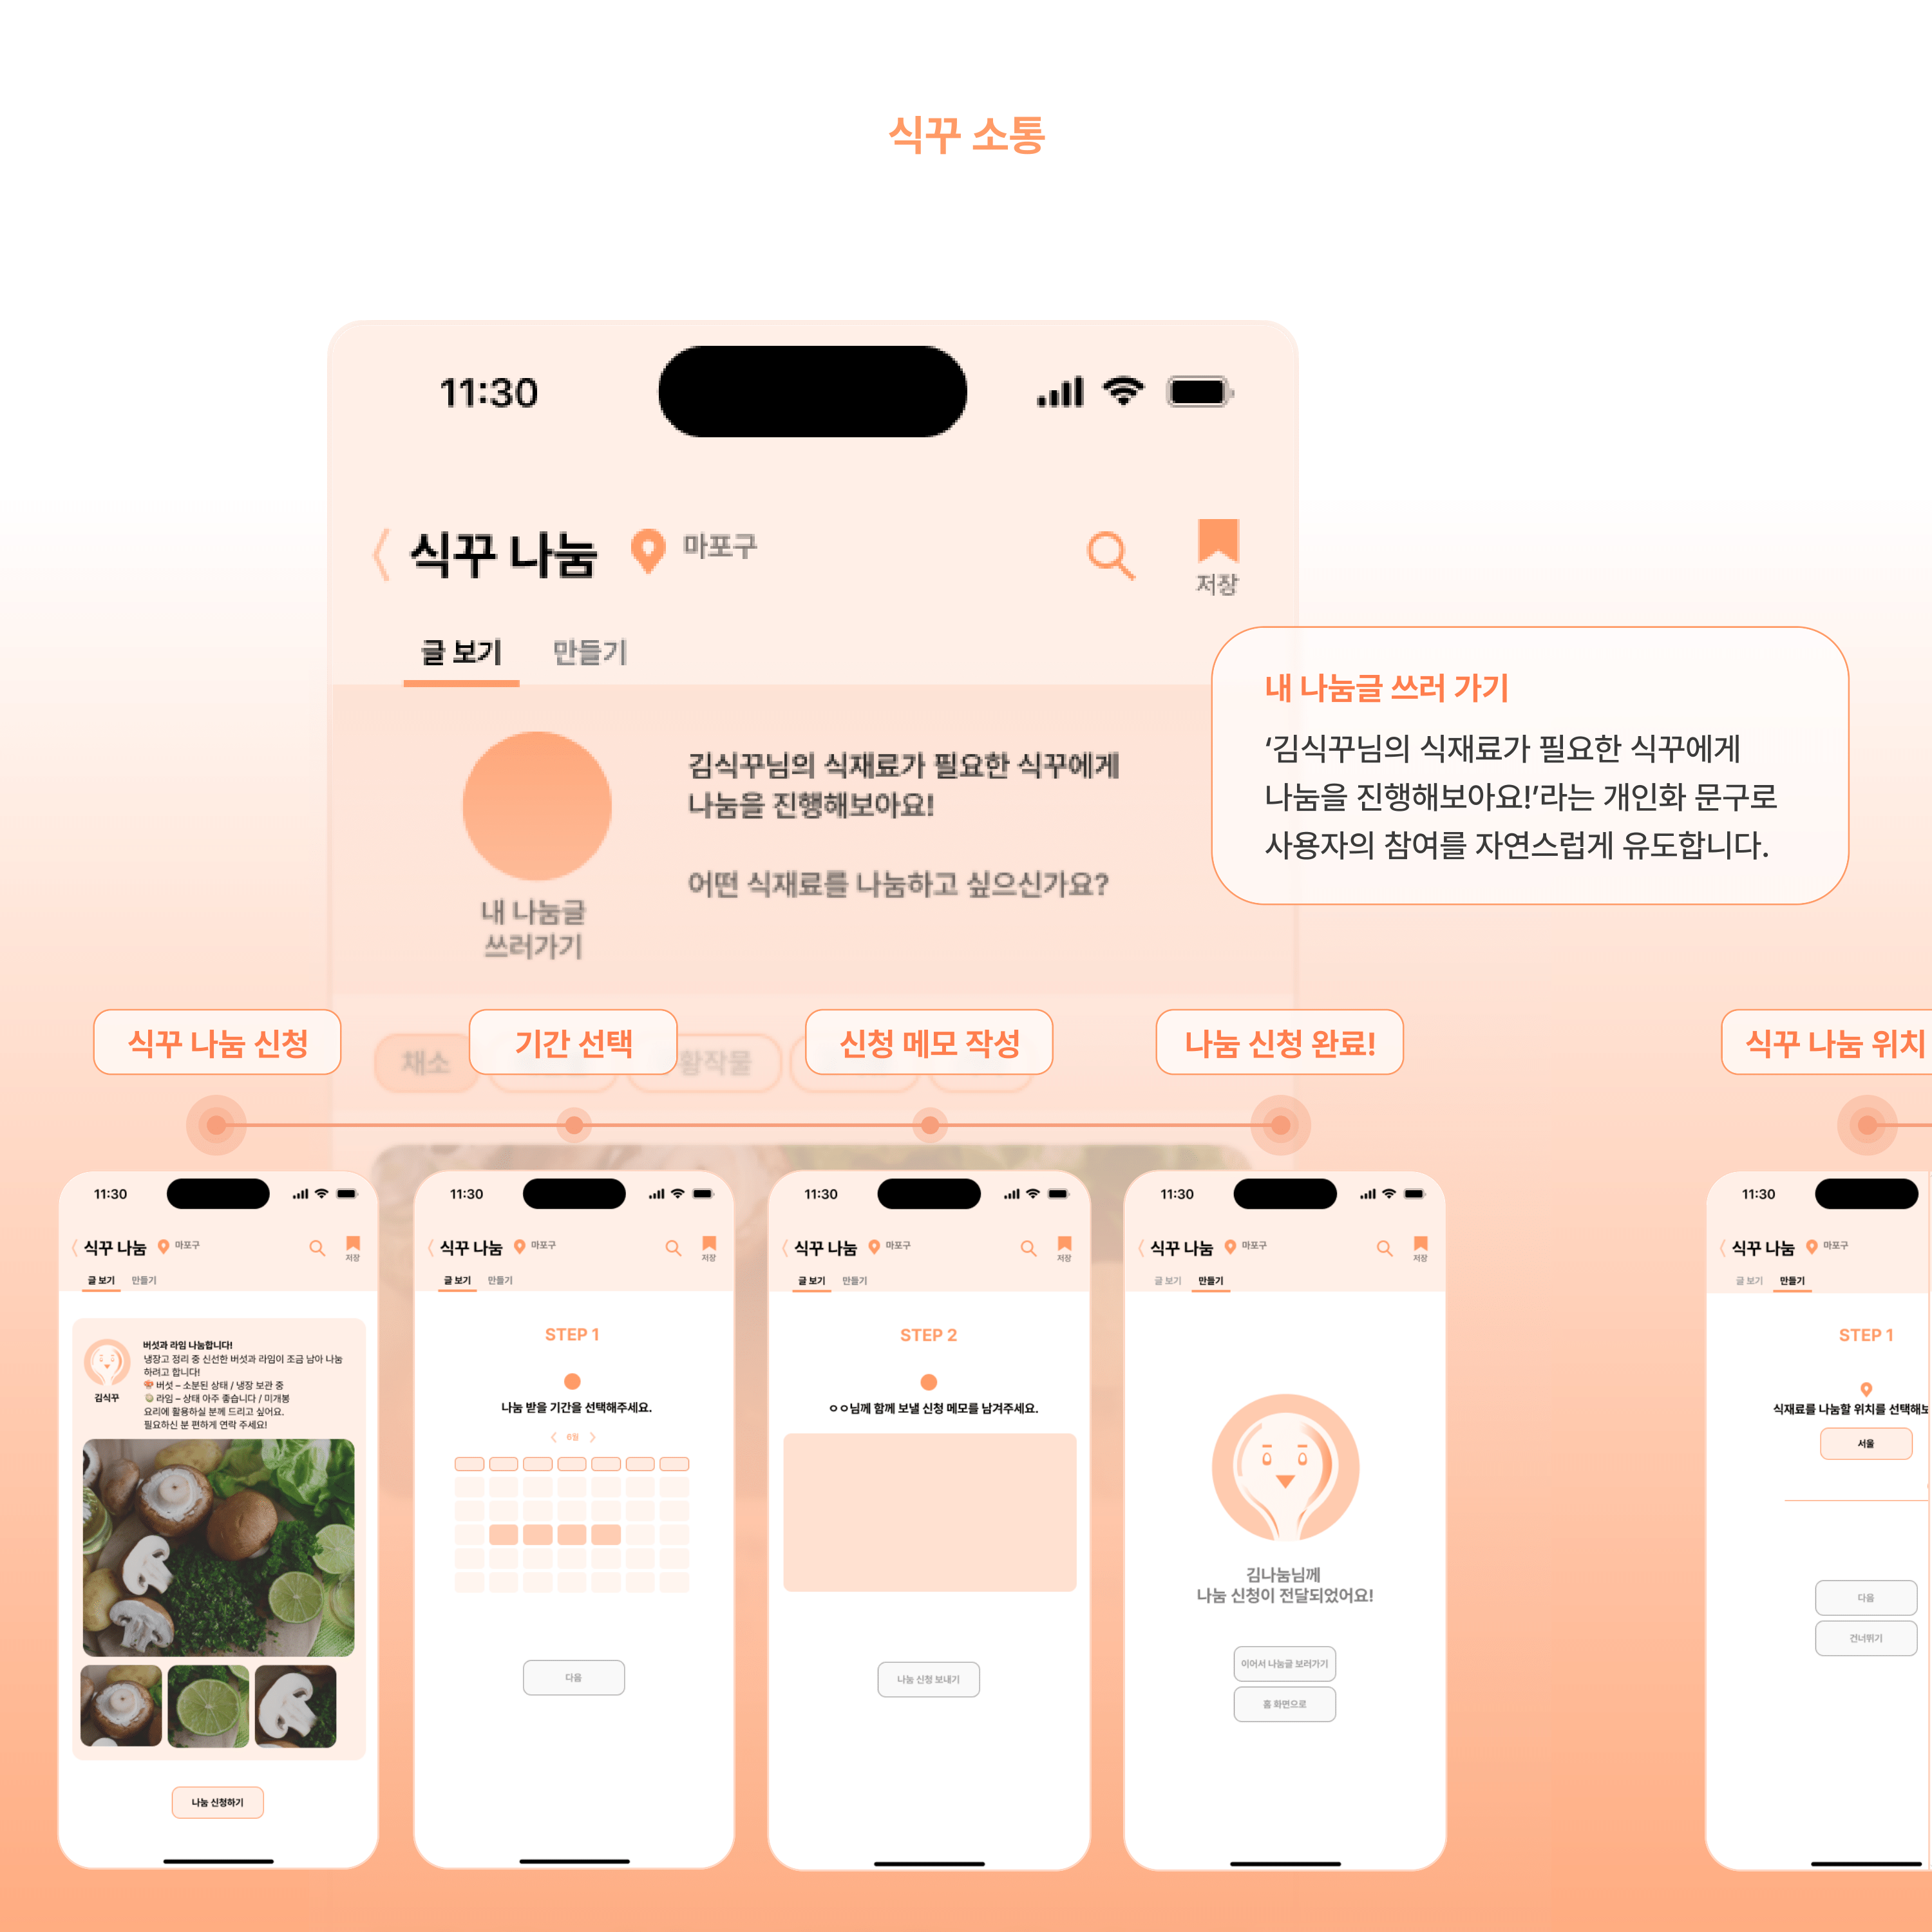 식꾸 소통
11:30
식꾸 나눔
마포구
저장
글 보기
만들기
김식꾸님의 식재료가 필요한 식꾸에게
나눔을 진행해보아요!
어떤 식재료를 나눔하고 싶으신가요?
내 나눔글
쓰러가기
내 나눔글 쓰러 가기
‘김식꾸님의 식재료가 필요한 식꾸에게
나눔을 진행해보아요!’라는 개인화 문구로
사용자의 참여를 자연스럽게 유도합니다.
채소
황작물
식꾸 나눔 신청
기간 선택
신청 메모 작성
나눔 신청 완료!
식꾸 나눔 위치
11:30
식꾸 나눔
마포구
저장
글 보기
만들기
김식꾸
버섯과 라임 나눔합니다!
냉장고 정리 중 신선한 버섯과 라임이 조금 남아 나눔
하려고 합니다!
버섯 – 소분된 상태 / 냉장 보관 중
라임 – 상태 아주 좋습니다 / 미개봉
요리에 활용하실 분께 드리고 싶어요.
필요하신 분 편하게 연락 주세요!
나눔 신청하기
11:30
식꾸 나눔
마포구
저장
글 보기
만들기
STEP 1
나눔 받을 기간을 선택해주세요.
6월
다음
11:30
식꾸 나눔
마포구
저장
글 보기
만들기
STEP 2
ㅇㅇ님께 함께 보낼 신청 메모를 남겨주세요.
나눔 신청 보내기
11:30
식꾸 나눔
마포구
저장
글 보기
만들기
김나눔님께
나눔 신청이 전달되었어요!
이어서 나눔글 보러가기
홈 화면으로
11:30
식꾸 나눔
마포구
글 보기
만들기
STEP 1
식재료를 나눔할 위치를
서울
다음
건너뛰기